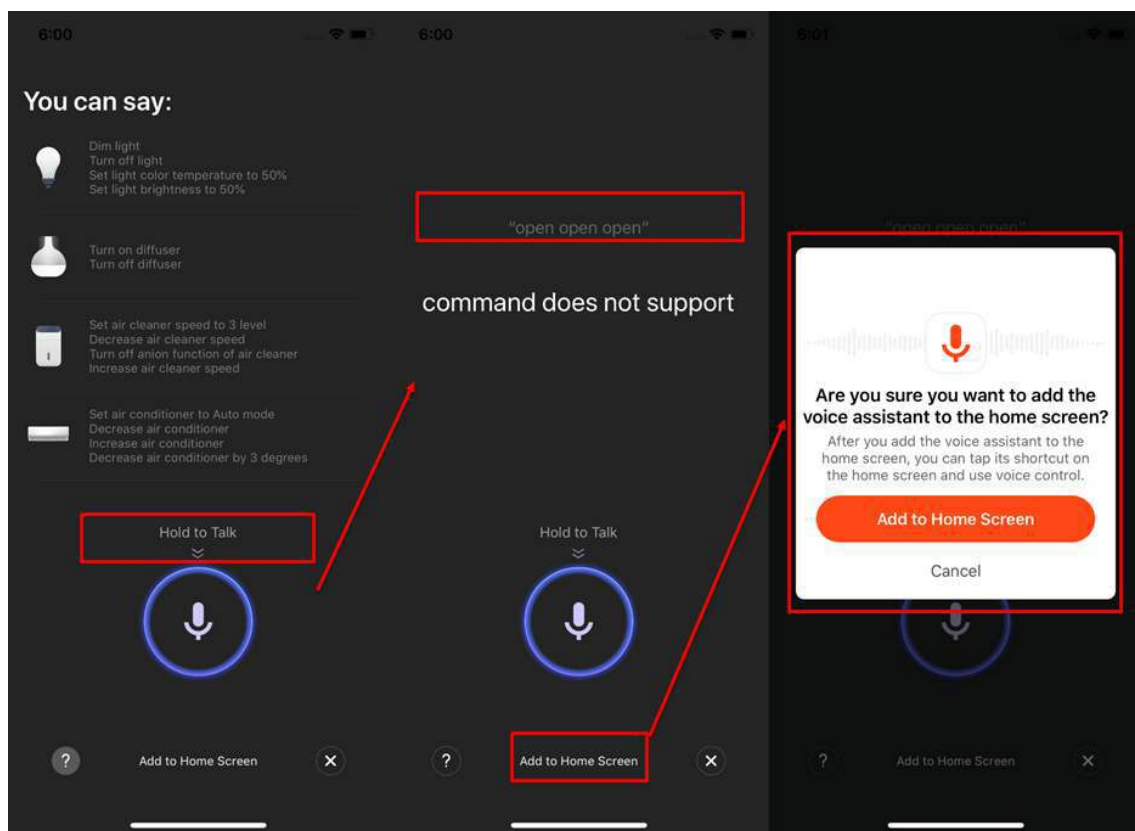 6:00
You can say:
Dim light
Turn off light
Set light color temperature to 50%
Set light brightness to 50%
Turn on diffuser
Turn off diffuser
Set air cleaner speed to 3 level
Decrease air cleaner speed
Turn off anion function of air cleaner
Increase air cleaner speed
Set air conditioner to Auto mode
Decrease air conditioner
Increase air conditioner
Decrease air conditioner by 3 degrees
Hold to Talk
?
Add to Home Screen
6:00
"open open open"
command does not support
Hold to Talk
?
Add to Home Screen
6:01
"open open open"
Are you sure you want to add the
voice assistant to the home screen?
After you add the voice assistant to the
home screen, you can tap its shortcut on
the home screen and use voice control.
Add to Home Screen
Cancel
?
Add to Home Screen